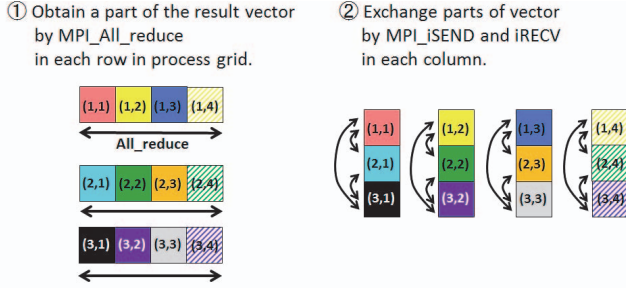 ① Obtain a part of the result vector
by MPI_All_reduce
in each row in process grid.
(1,1) (1,2) (1,3) (1,4)
All_reduce
(2,1) (2,2) (2,3) (2,4)
(3,1) (3,2) (3,3) (3,4)
② Exchange parts of vector
by MPI_iSEND and iRECV
in each column.
(1,1) (1,2) (1,3) (1,4)
(2,1) (2,2) (2,3) (2,4)
(3,1) (3,2) (3,3) (3,4)